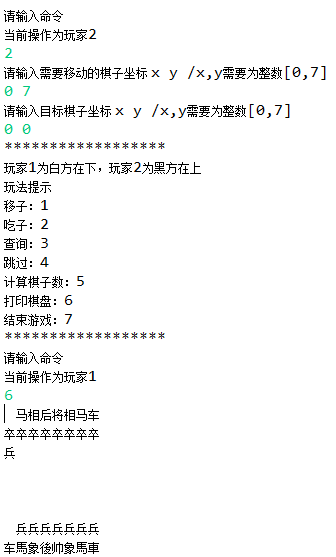 请输入命令
当前操作为玩家2
2
请输入需要移动的棋子坐标 x y /x,y需要为整数[0,7]
0 7
请输入目标棋子坐标 x y /x,y需要为整数[0,7]
0 0
******************
玩家1为白方在下，玩家2为黑方在上
玩法提示
移子：1
吃子：2
查询：3
跳过：4
计算棋子数：5
打印棋盘：6
结束游戏：7
******************
请输入命令
当前操作为玩家1
6
马相后将相马车
卒卒卒卒卒卒卒卒
兵
兵兵兵兵兵兵兵
车馬象後帅象馬車